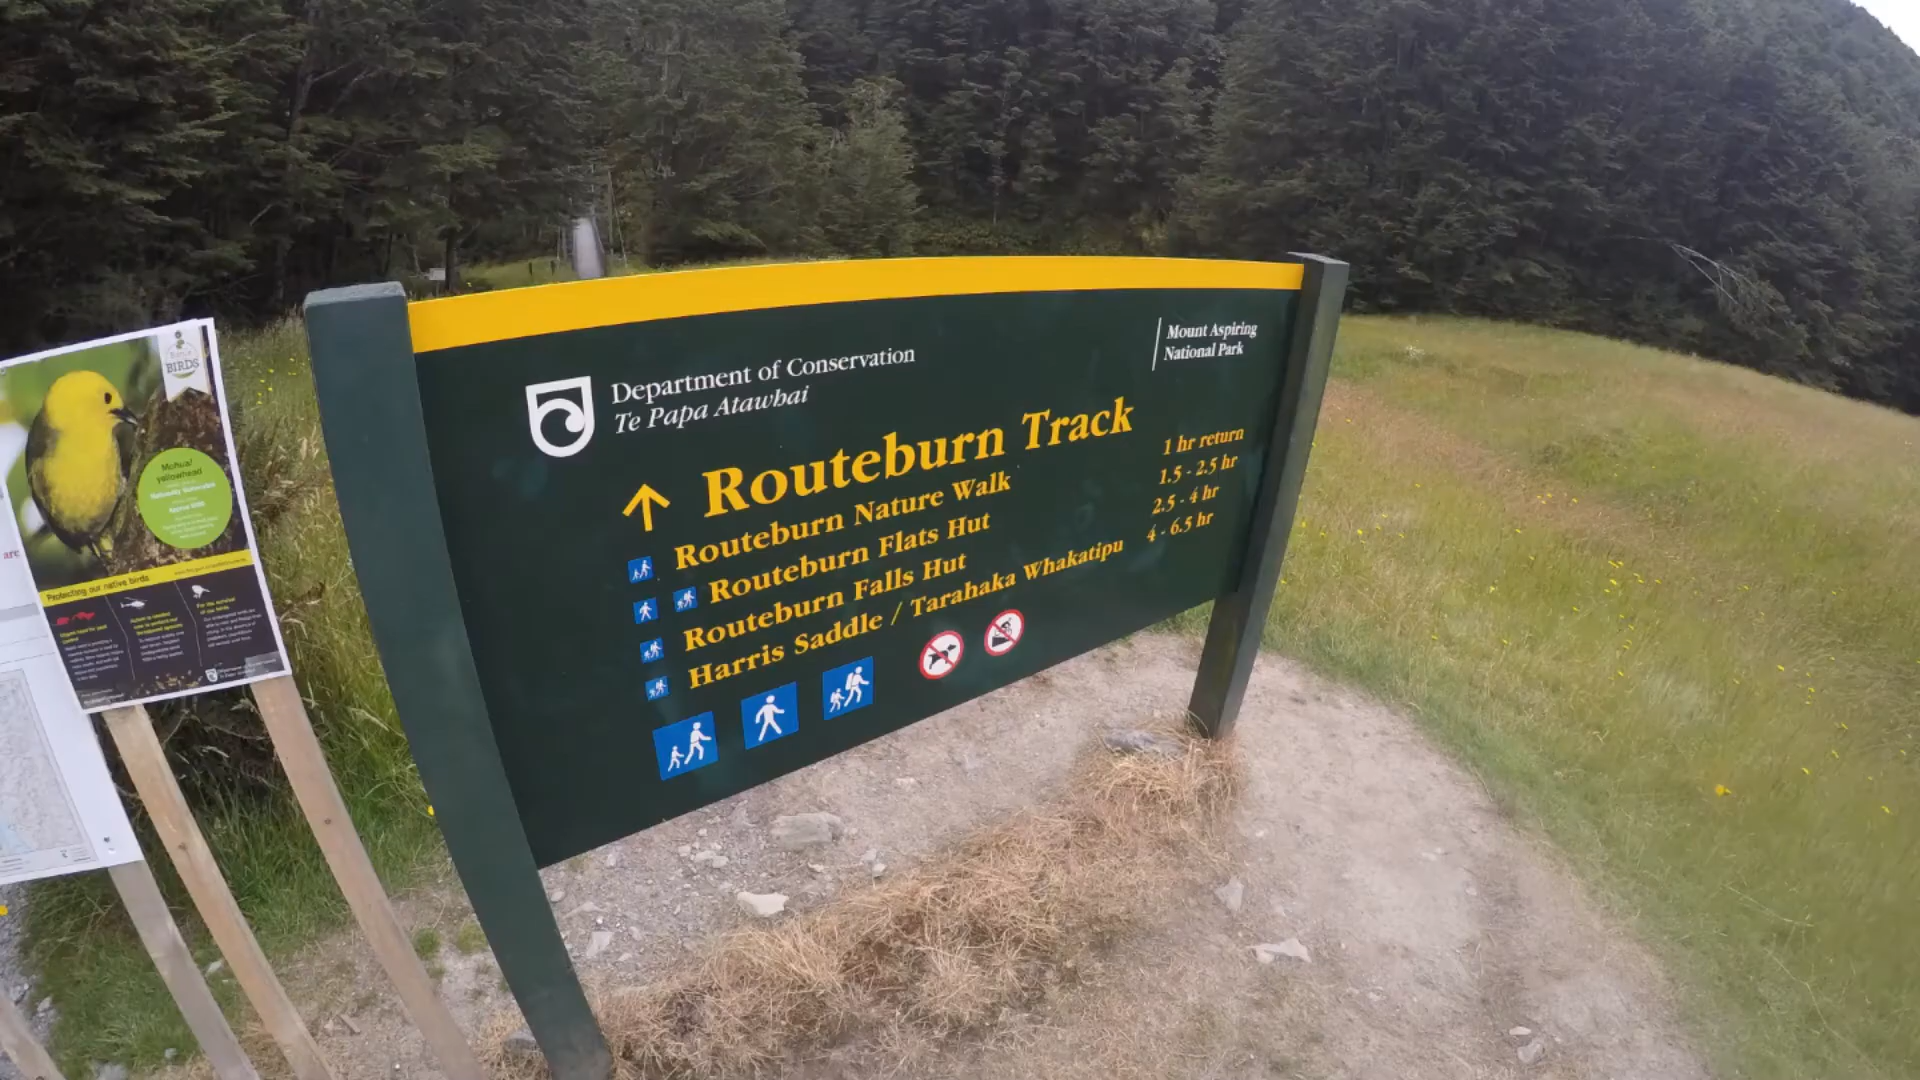 Department of Conservation
Te Papa Atawhai
Mount Aspiring
National Park
Routeburn Track
Routeburn Nature Walk 1 hr return
Routeburn Flats Hut 1.5 - 2.5 hr
Routeburn Falls Hut 2.5 - 4 hr
Harris Saddle / Tarahaka Whakatipu 4 - 6.5 hr
BIRDS
Mohua/
yellowhead
Protecting our native birds
are